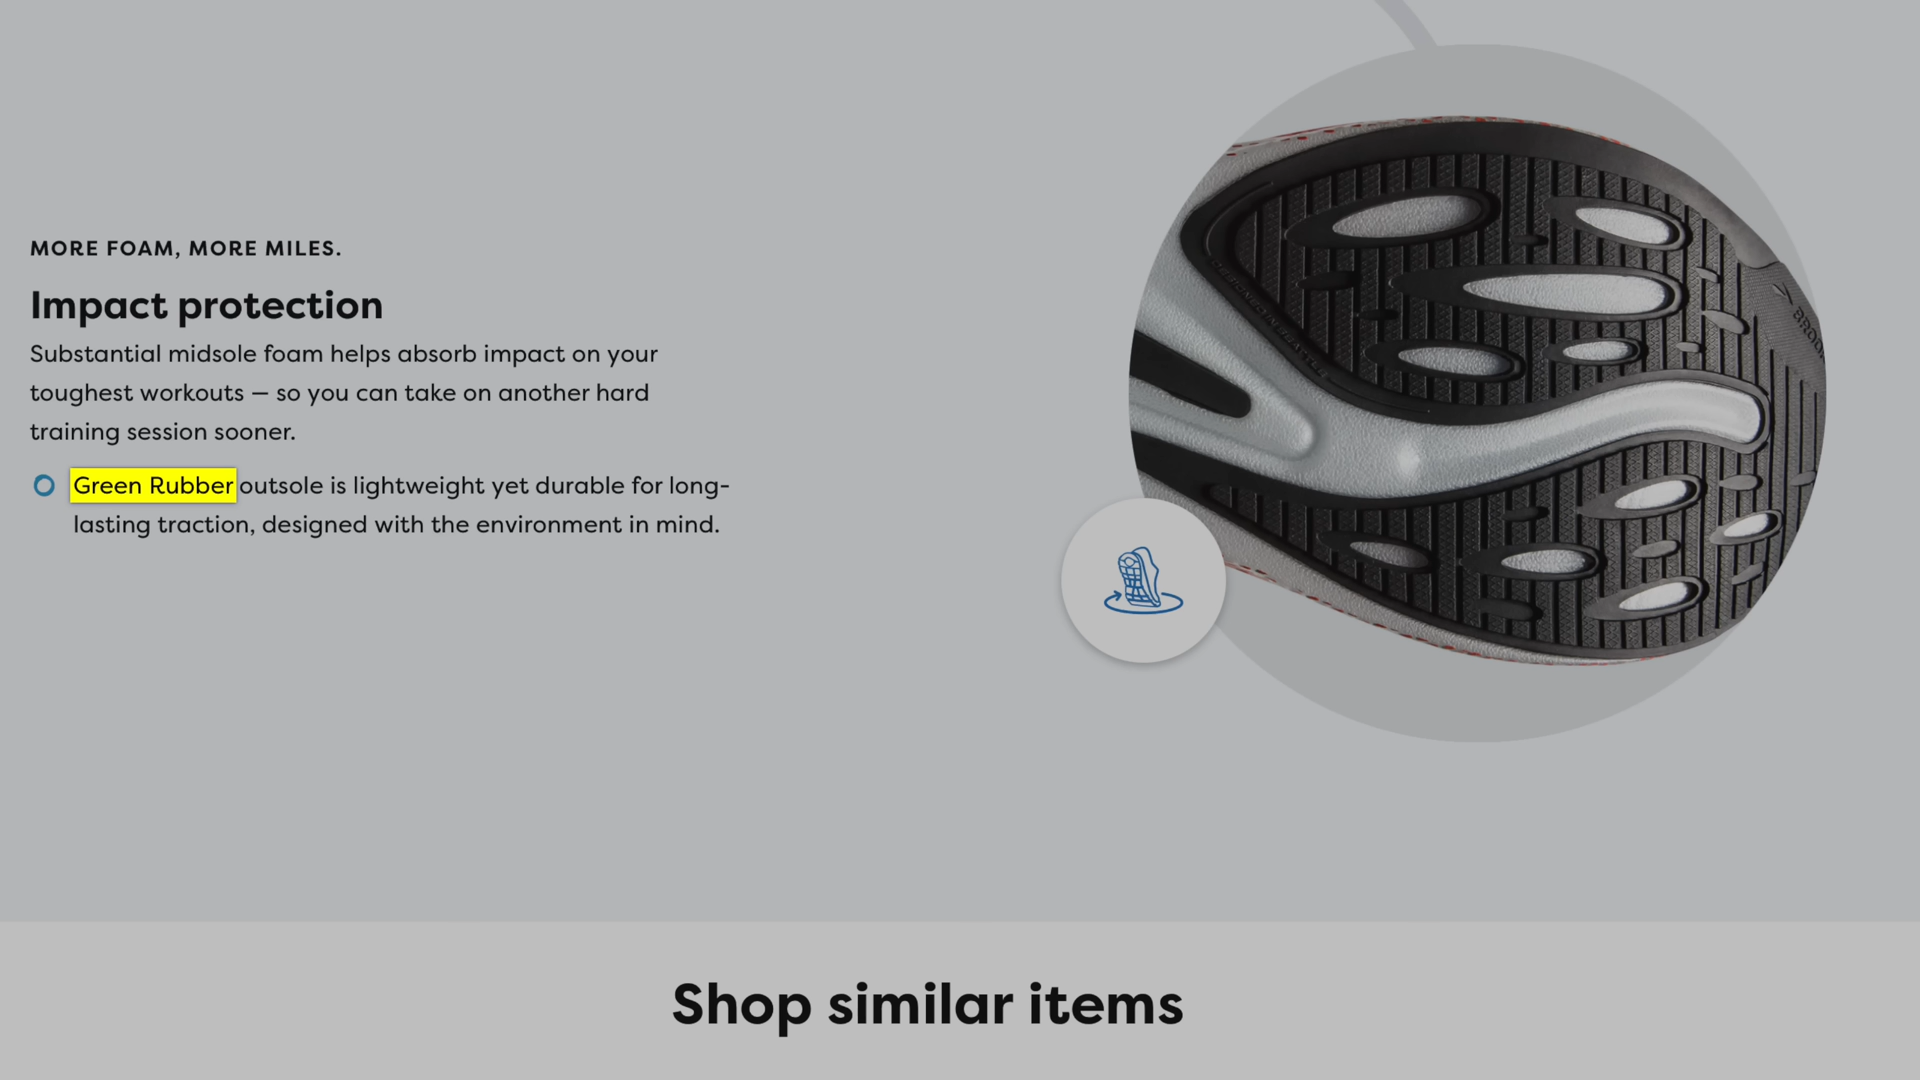 MORE FOAM, MORE MILES.
Impact protection
Substantial midsole foam helps absorb impact on your
toughest workouts — so you can take on another hard
training session sooner.
Green Rubber outsole is lightweight yet durable for long-
lasting traction, designed with the environment in mind.
Shop similar items